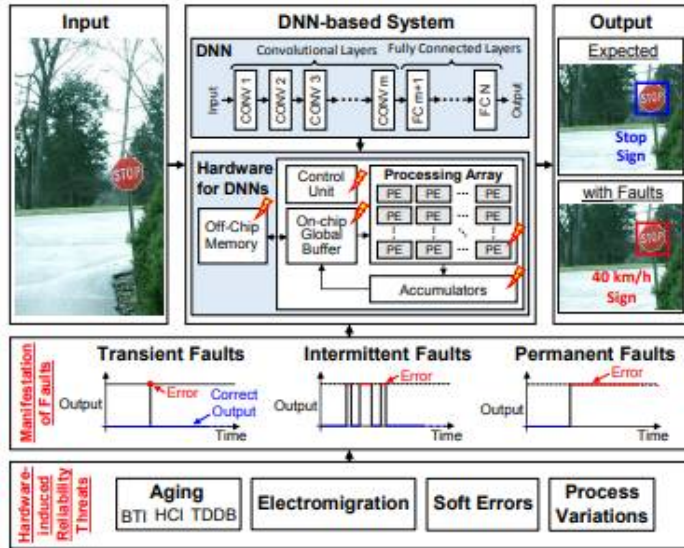 Input
STOP
DNN-based System
DNN
Convolutional Layers
Fully Connected Layers
Input
CONV 1
CONV 2
CONV 3
CONV m
FC m+1
FC N
Output
Hardware
for DNNs
Off-Chip
Memory
Control
Unit
On-chip
Global
Buffer
Processing Array
PE PE ... PE
PE PE ... PE
PE PE ... PE
Accumulators
Output
Expected
STOP
Stop
Sign
with Faults
STOP
40 km/h
Sign
Manifestation
of Faults
Transient Faults
Output
Error
Correct
Output
Time
Intermittent Faults
Output
Error
Time
Permanent Faults
Output
Error
Time
Hardware-
induced
Reliability
Threats
Aging
BTI HCI TDDB
Electromigration
Soft Errors
Process
Variations